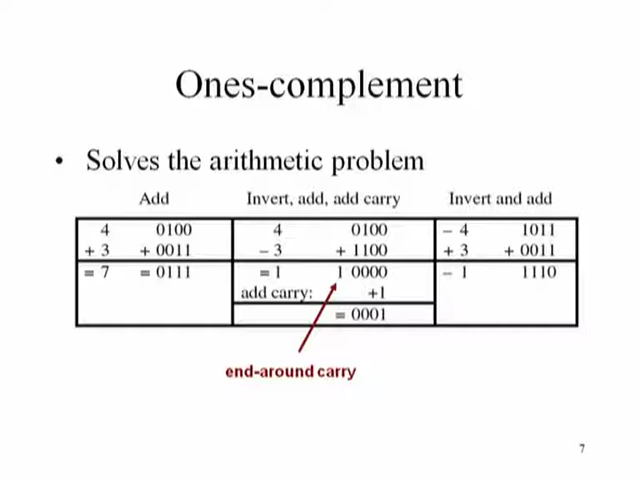 Ones-complement
• Solves the arithmetic problem
Add Invert, add, add carry Invert and add
4 0100 4 0100 − 4 1011
+ 3 + 0011 − 3 + 1100 + 3 + 0011
= 7 = 0111 = 1 1 0000 − 1 1110
add carry: +1
= 0001
end-around carry
7